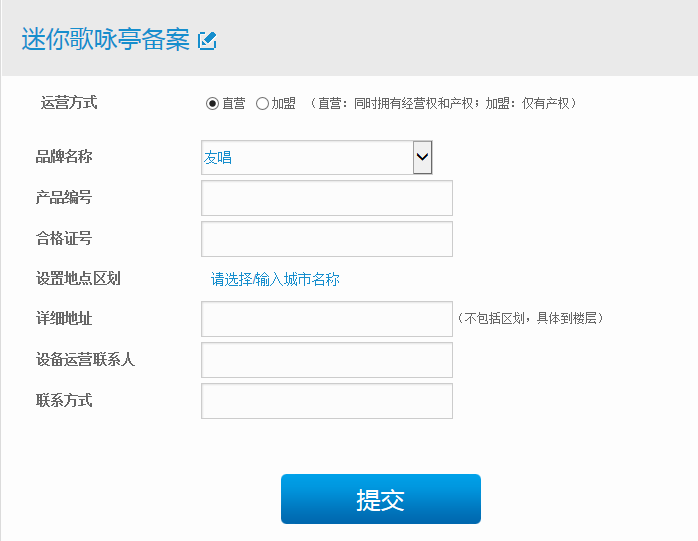 迷你歌咏亭备案
运营方式 直营 加盟 （直营：同时拥有经营权和产权；加盟：仅有产权）
品牌名称 友唱
产品编号
合格证号
设置地点区划 请选择/输入城市名称
详细地址 （不包括区划，具体到楼层）
设备运营联系人
联系方式
提交